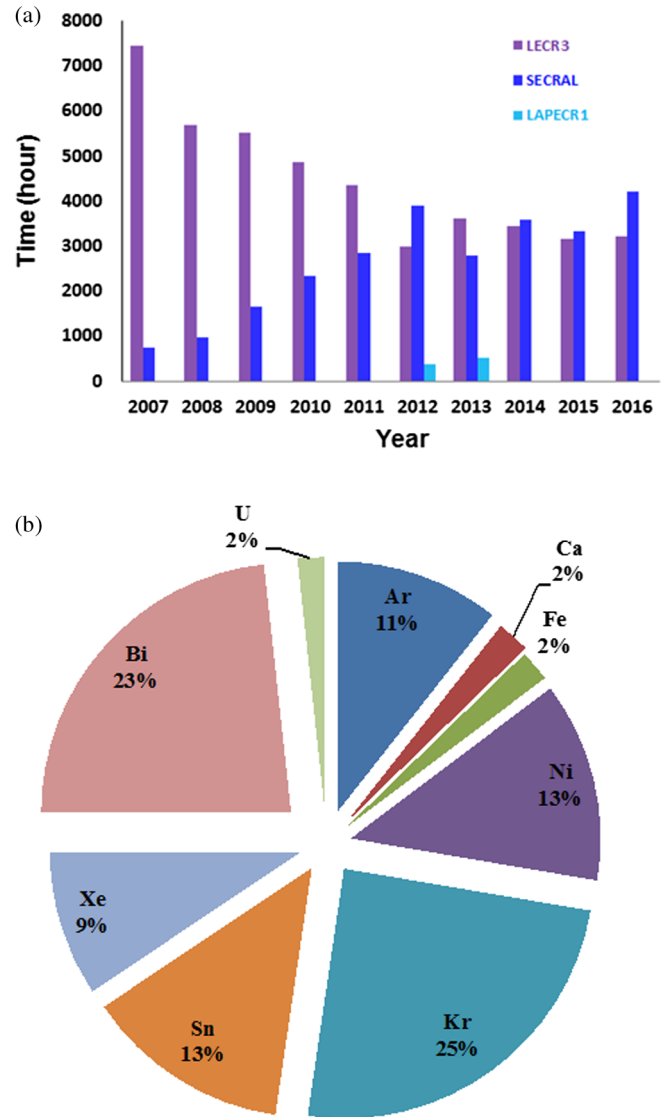 (a)
8000
7000
6000
5000
4000
3000
2000
1000
0
Time (hour)
LECR3
SECRAL
LAPECR1
2007 2008 2009 2010 2011 2012 2013 2014 2015 2016
Year
(b)
U
2%
Ar
11%
Ca
2%
Fe
2%
Bi
23%
Ni
13%
Xe
9%
Sn
13%
Kr
25%